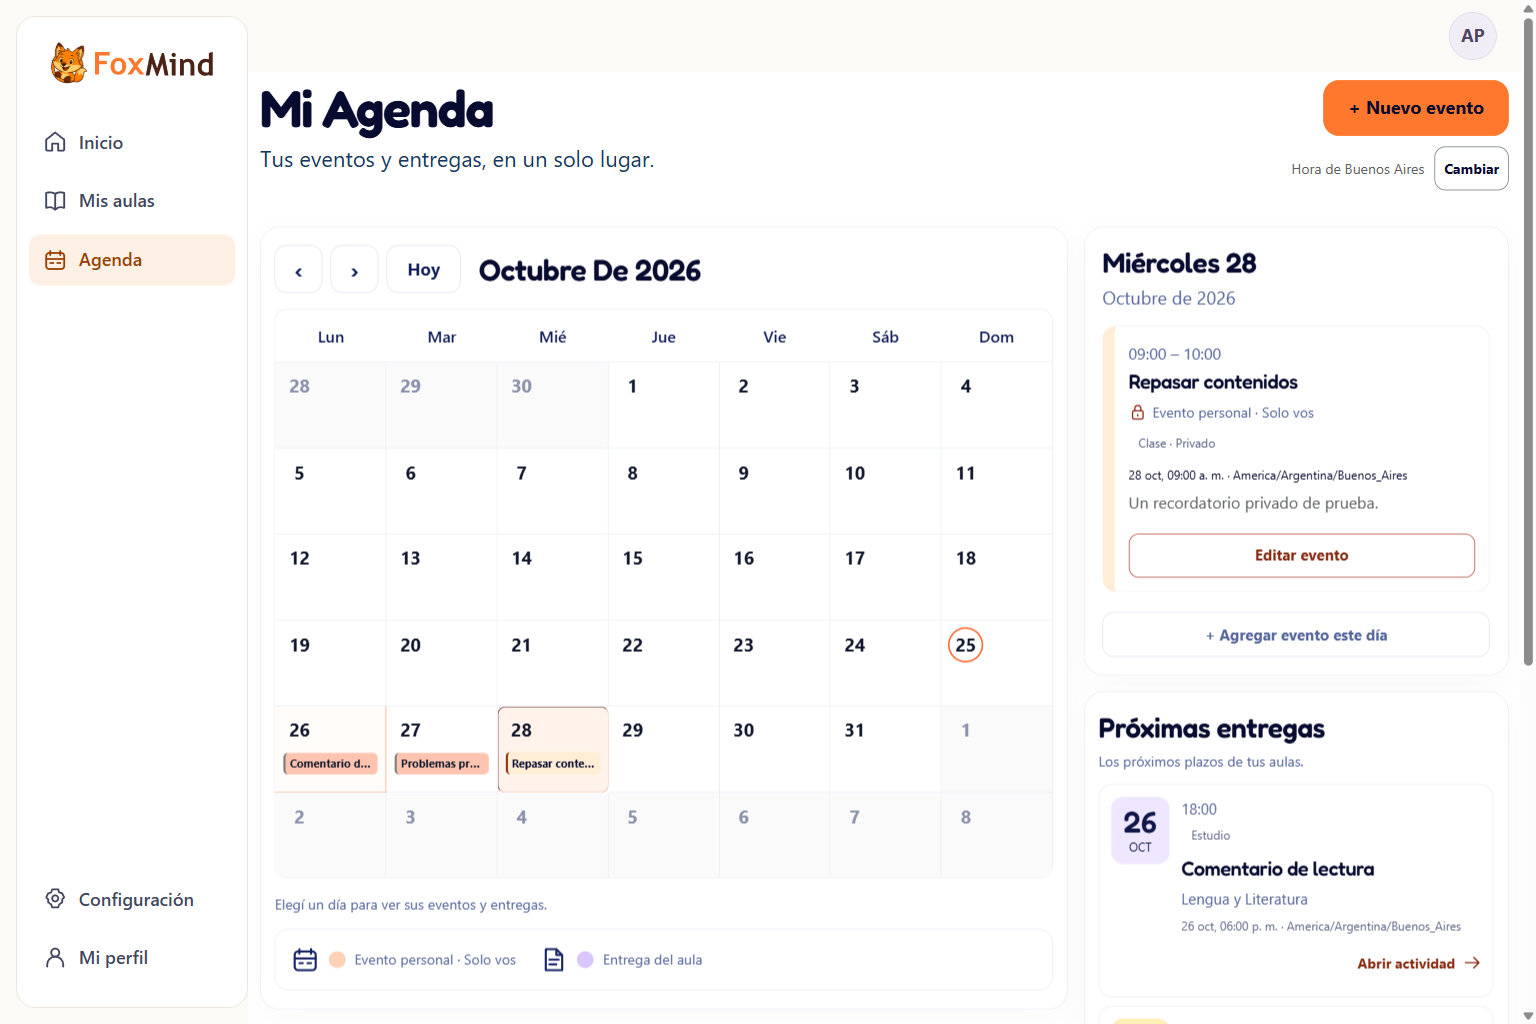 FoxMind
Inicio
Mis aulas
Agenda
Configuración
Mi perfil
AP
Mi Agenda
Tus eventos y entregas, en un solo lugar.
+ Nuevo evento
Hora de Buenos Aires
Cambiar
‹
›
Hoy
Octubre De 2026
Lun Mar Mié Jue Vie Sáb Dom
28 29 30 1 2 3 4
5 6 7 8 9 10 11
12 13 14 15 16 17 18
19 20 21 22 23 24 25
26 27 28 29 30 31 1
Comentario d... Problemas pr... Repasar conte...
2 3 4 5 6 7 8
Elegí un día para ver sus eventos y entregas.
Evento personal · Solo vos
Entrega del aula
Miércoles 28
Octubre de 2026
09:00 – 10:00
Repasar contenidos
Evento personal · Solo vos
Clase · Privado
28 oct, 09:00 a. m. · America/Argentina/Buenos_Aires
Un recordatorio privado de prueba.
Editar evento
+ Agregar evento este día
Próximas entregas
Los próximos plazos de tus aulas.
26
OCT
18:00
Estudio
Comentario de lectura
Lengua y Literatura
26 oct, 06:00 p. m. · America/Argentina/Buenos_Aires
Abrir actividad →